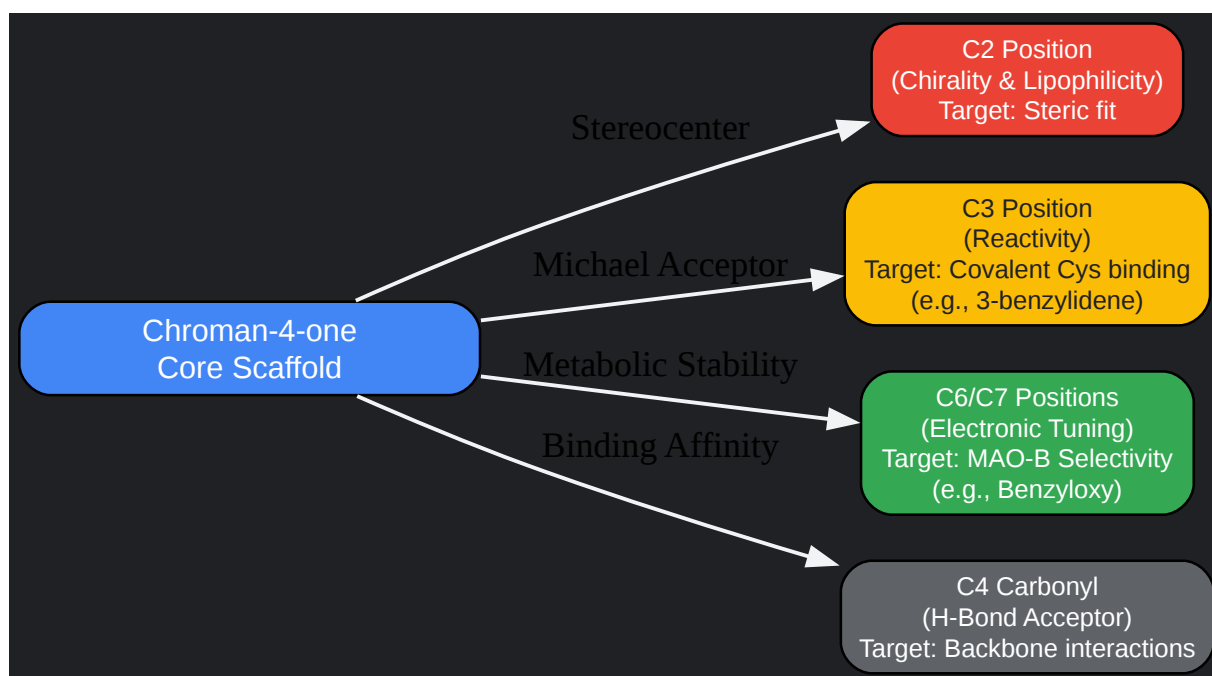 Chroman-4-one
Core Scaffold
Stereocenter
C2 Position
(Chirality & Lipophilicity)
Target: Steric fit
Michael Acceptor
C3 Position
(Reactivity)
Target: Covalent Cys binding
(e.g., 3-benzylidene)
Metabolic Stability
C6/C7 Positions
(Electronic Tuning)
Target: MAO-B Selectivity
(e.g., Benzyloxy)
Binding Affinity
C4 Carbonyl
(H-Bond Acceptor)
Target: Backbone interactions